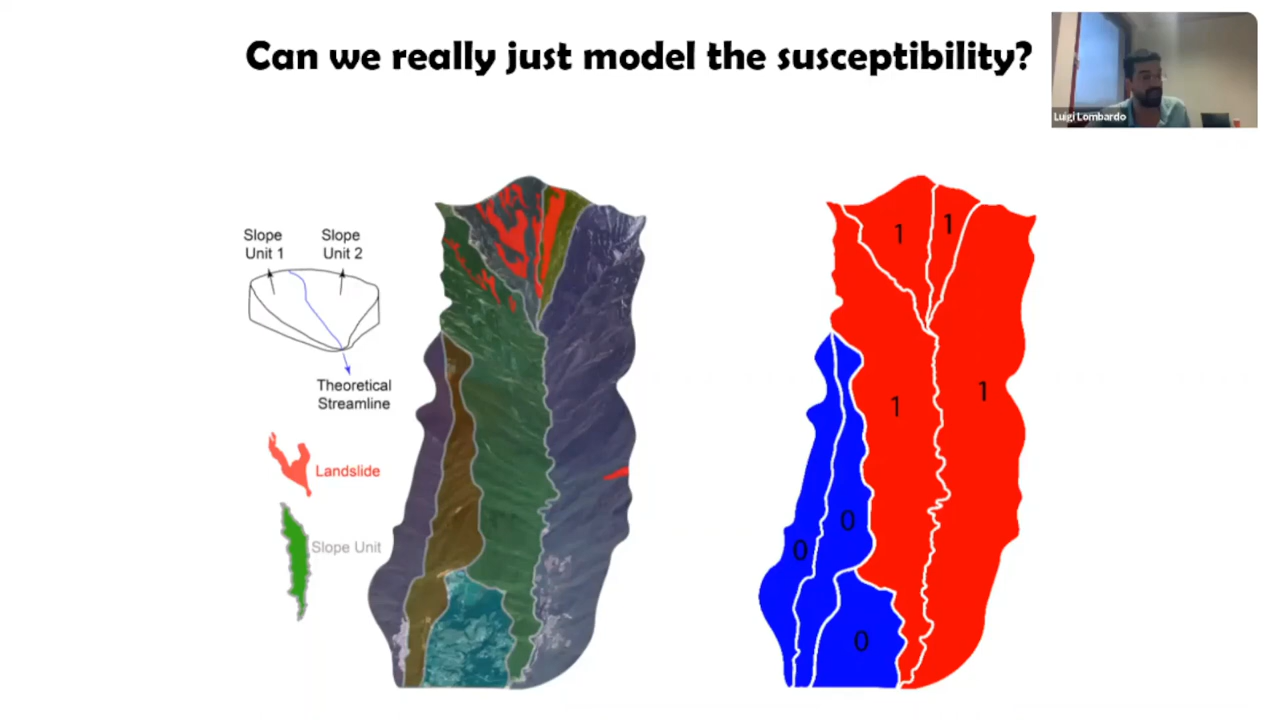 Can we really just model the susceptibility?
Luigi Lombardo
Slope
Unit 1
Slope
Unit 2
Theoretical
Streamline
Landslide
Slope Unit
1
1
1
1
0
0
0